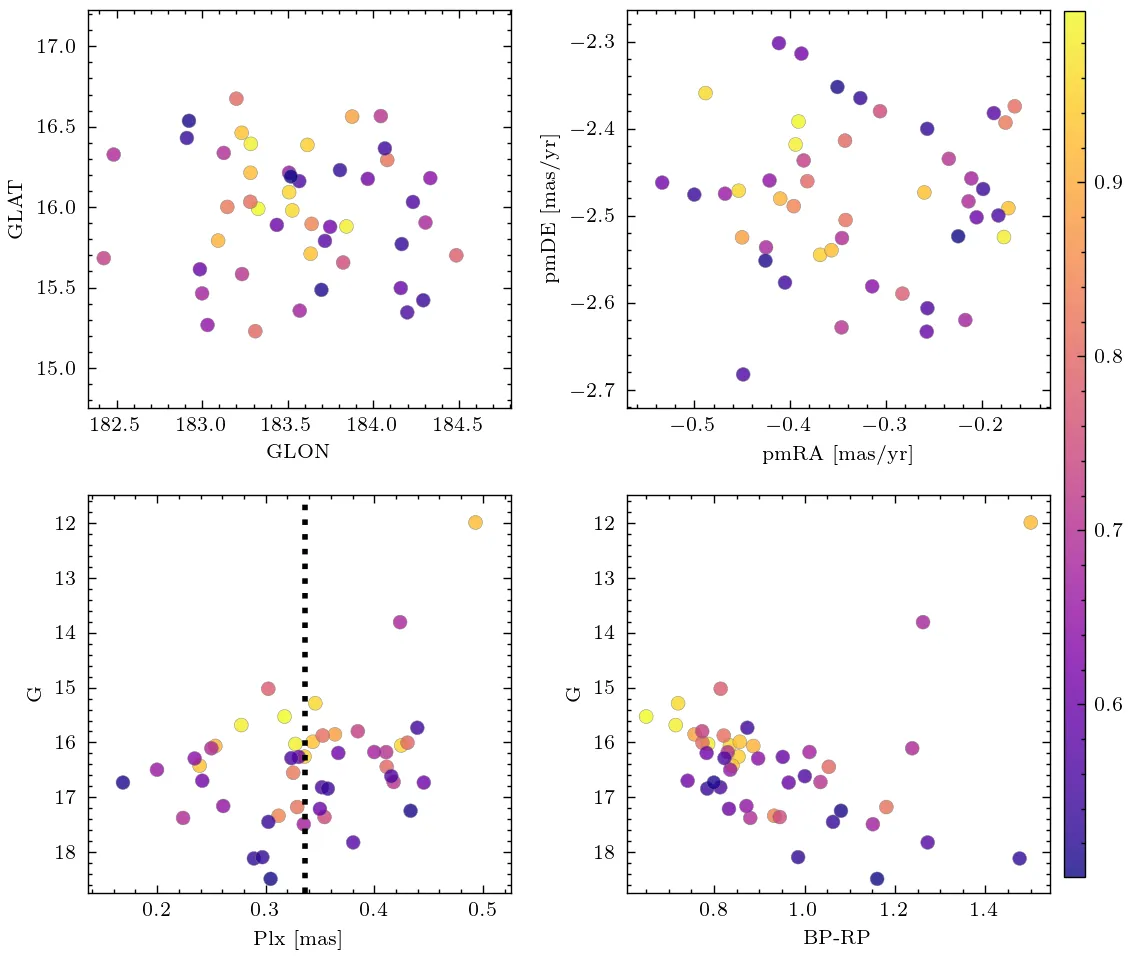 17.0
16.5
16.0
15.5
15.0
GLAT
182.5 183.0 183.5 184.0 184.5
GLON
−2.3
−2.4
−2.5
−2.6
−2.7
pmDE [mas/yr]
−0.5 −0.4 −0.3 −0.2
pmRA [mas/yr]
0.9
0.8
0.7
0.6
12
13
14
15
16
17
18
G
0.2 0.3 0.4 0.5
Plx [mas]
12
13
14
15
16
17
18
G
0.8 1.0 1.2 1.4
BP-RP